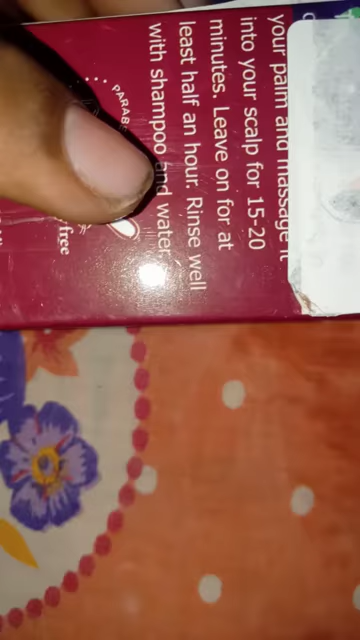 your palm and massage it
into your scalp for 15-20
minutes. Leave on for at
least half an hour. Rinse well
with shampoo and water.
PARABE
free